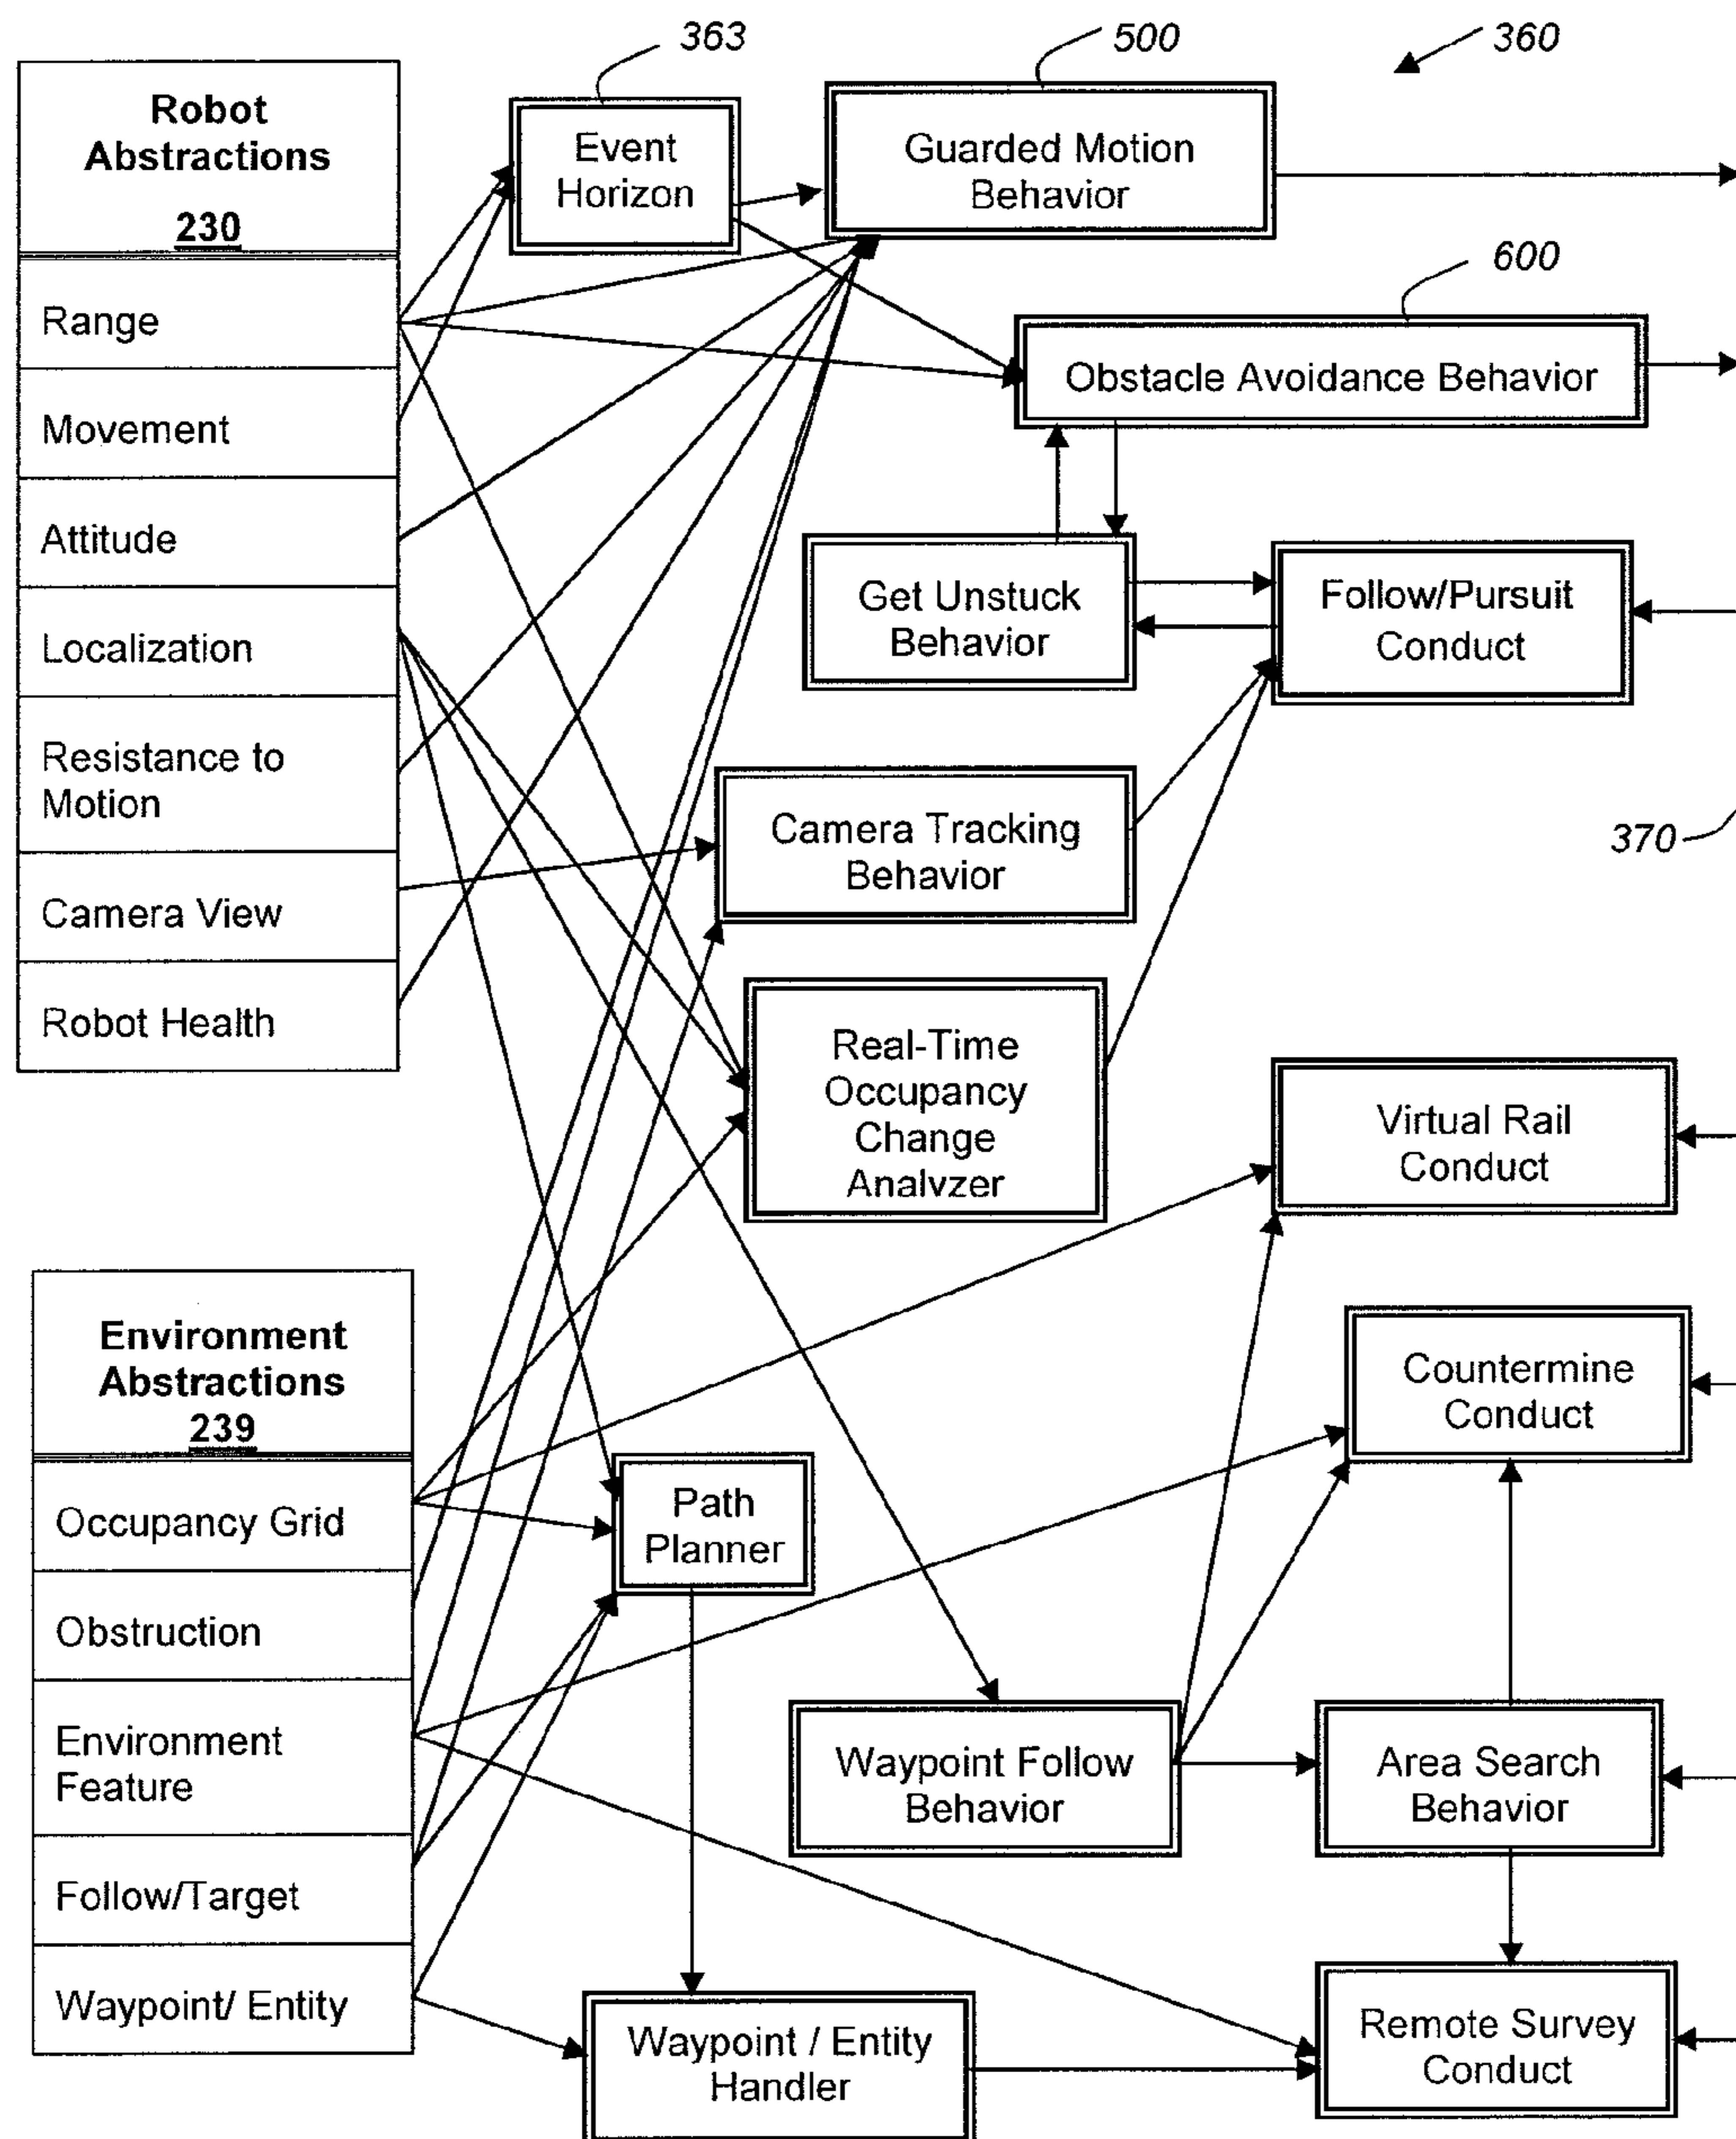 363
500
360
Robot
Abstractions
230
Range
Movement
Attitude
Localization
Resistance to
Motion
Camera View
Robot Health
Event
Horizon
Guarded Motion
Behavior
600
Obstacle Avoidance Behavior
Get Unstuck
Behavior
Follow/Pursuit
Conduct
Camera Tracking
Behavior
370
Real-Time
Occupancy
Change
Analyzer
Virtual Rail
Conduct
Environment
Abstractions
239
Occupancy Grid
Obstruction
Environment
Feature
Follow/Target
Waypoint/ Entity
Countermine
Conduct
Path
Planner
Waypoint Follow
Behavior
Area Search
Behavior
Waypoint / Entity
Handler
Remote Survey
Conduct